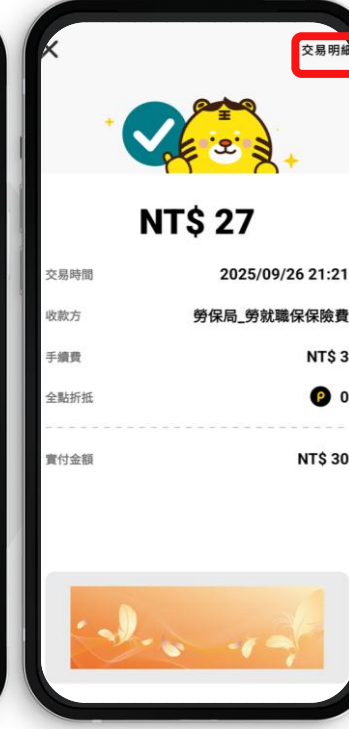 交易明細
王
NT$ 27
交易時間 2025/09/26 21:21
收款方 勞保局_勞就職保保險費
手續費 NT$ 3
全點折抵 P 0
實付金額 NT$ 30